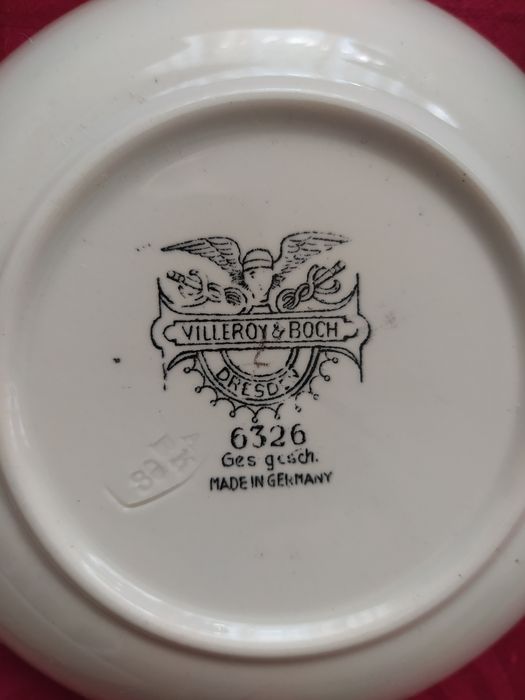 VILLEROY & BOCH
DRESDEN
6326
Ges gesch.
MADE IN GERMANY